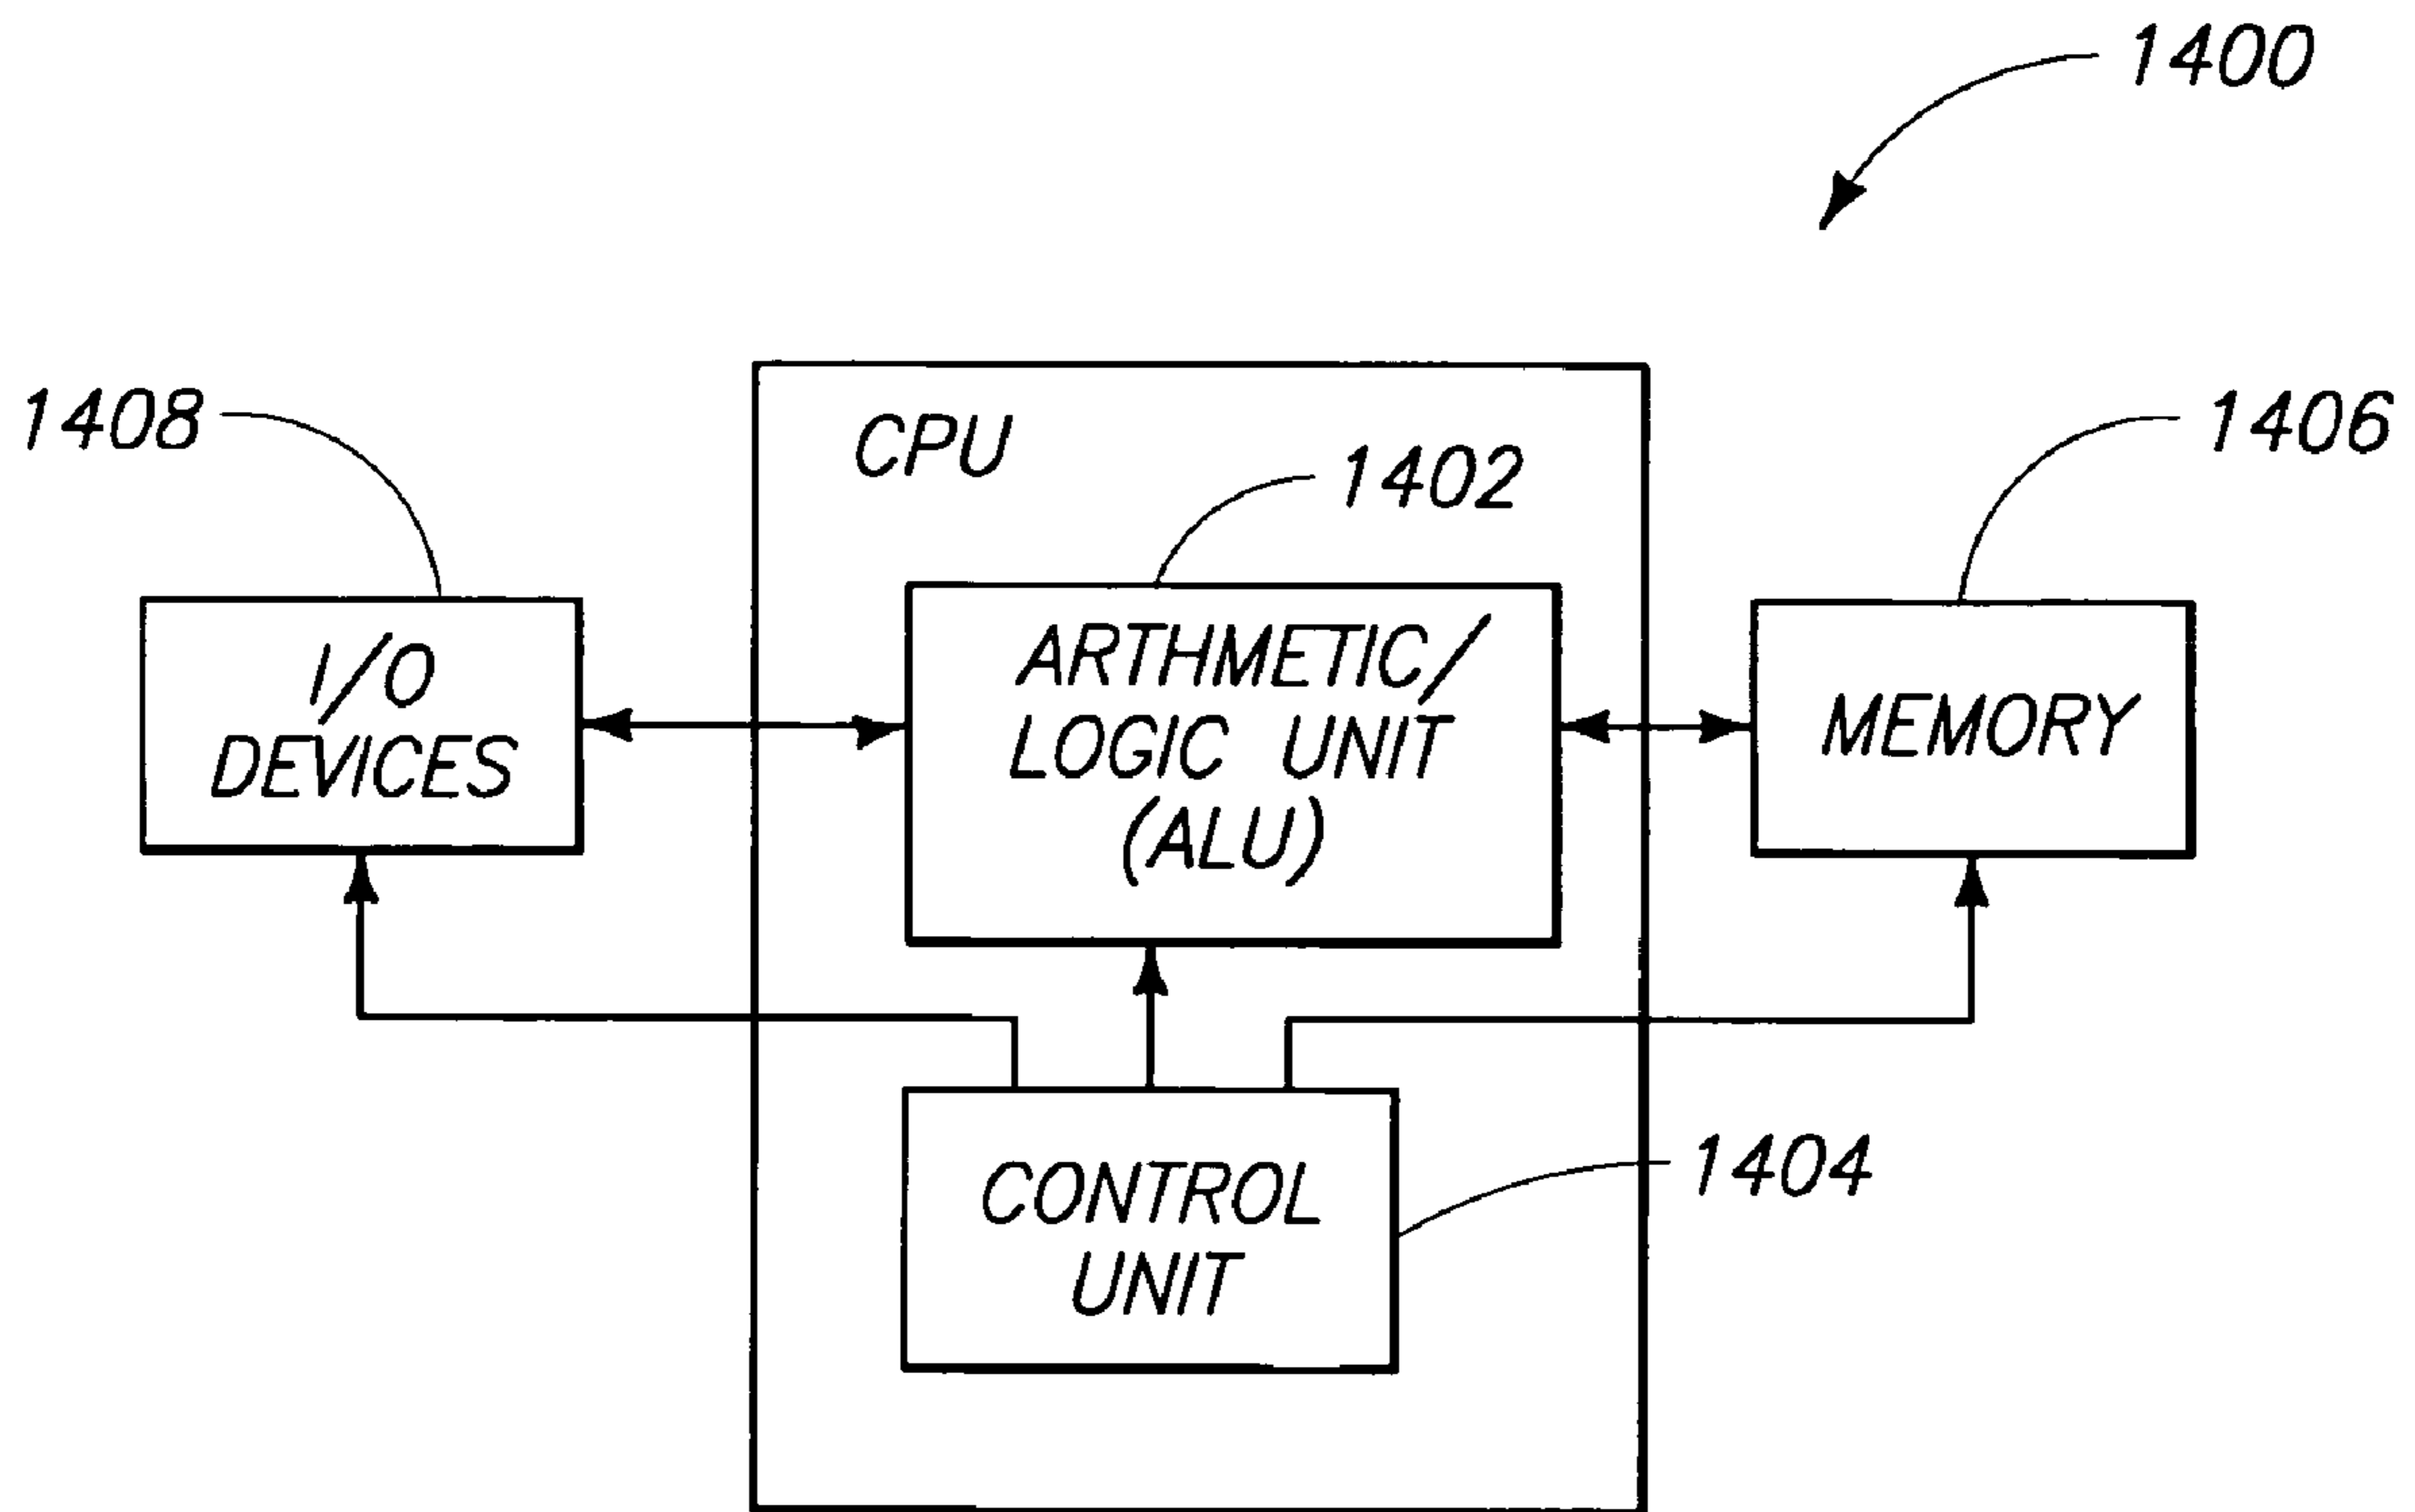 1400
1408
CPU
1402
1406
I/O
DEVICES
ARTHMETIC/
LOGIC UNIT
(ALU)
MEMORY
CONTROL
UNIT
1404